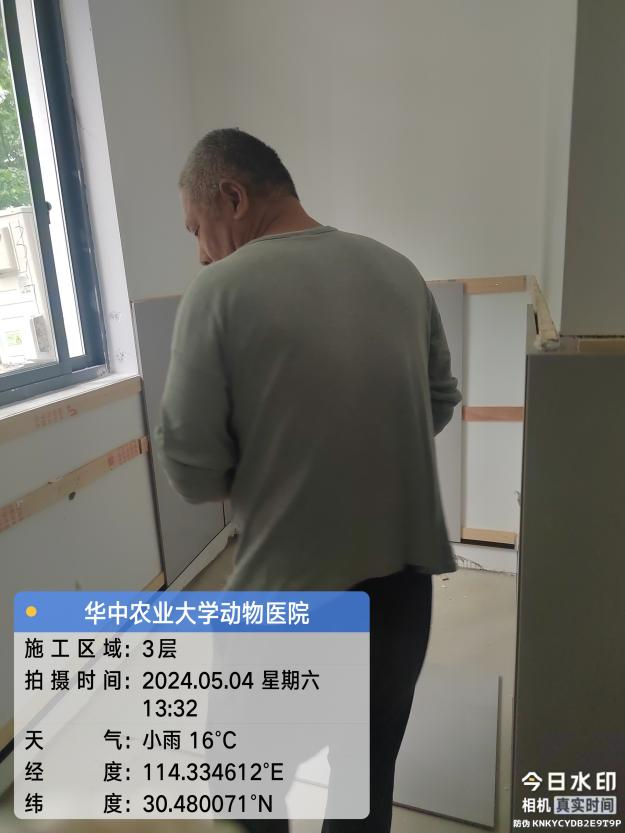 华中农业大学动物医院
施工区域：3层
拍摄时间：2024.05.04 星期六
13:32
天气：小雨 16°C
经度：114.334612°E
纬度：30.480071°N
今日水印
相机 真实时间
防伪 KNKYCYDB2E9T9P